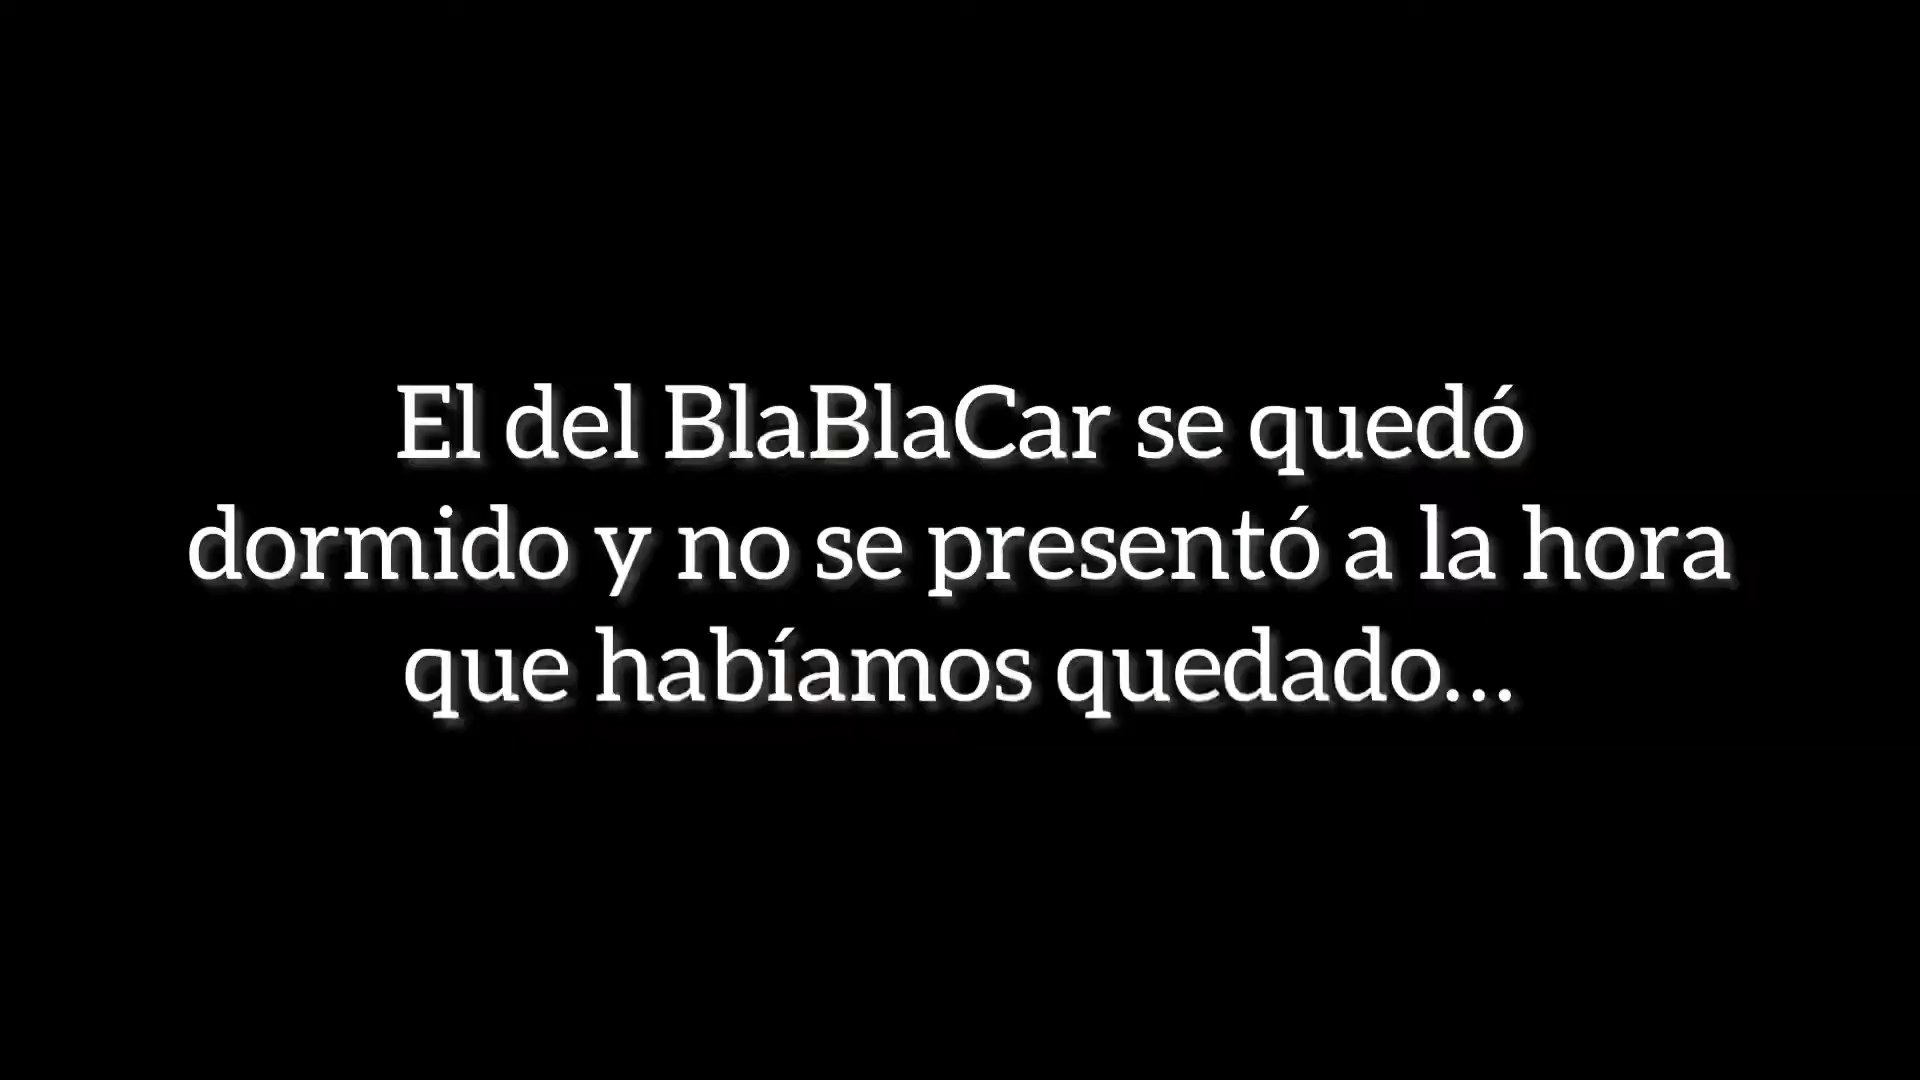 El del BlaBlaCar se quedó
dormido y no se presentó a la hora
que habíamos quedado...